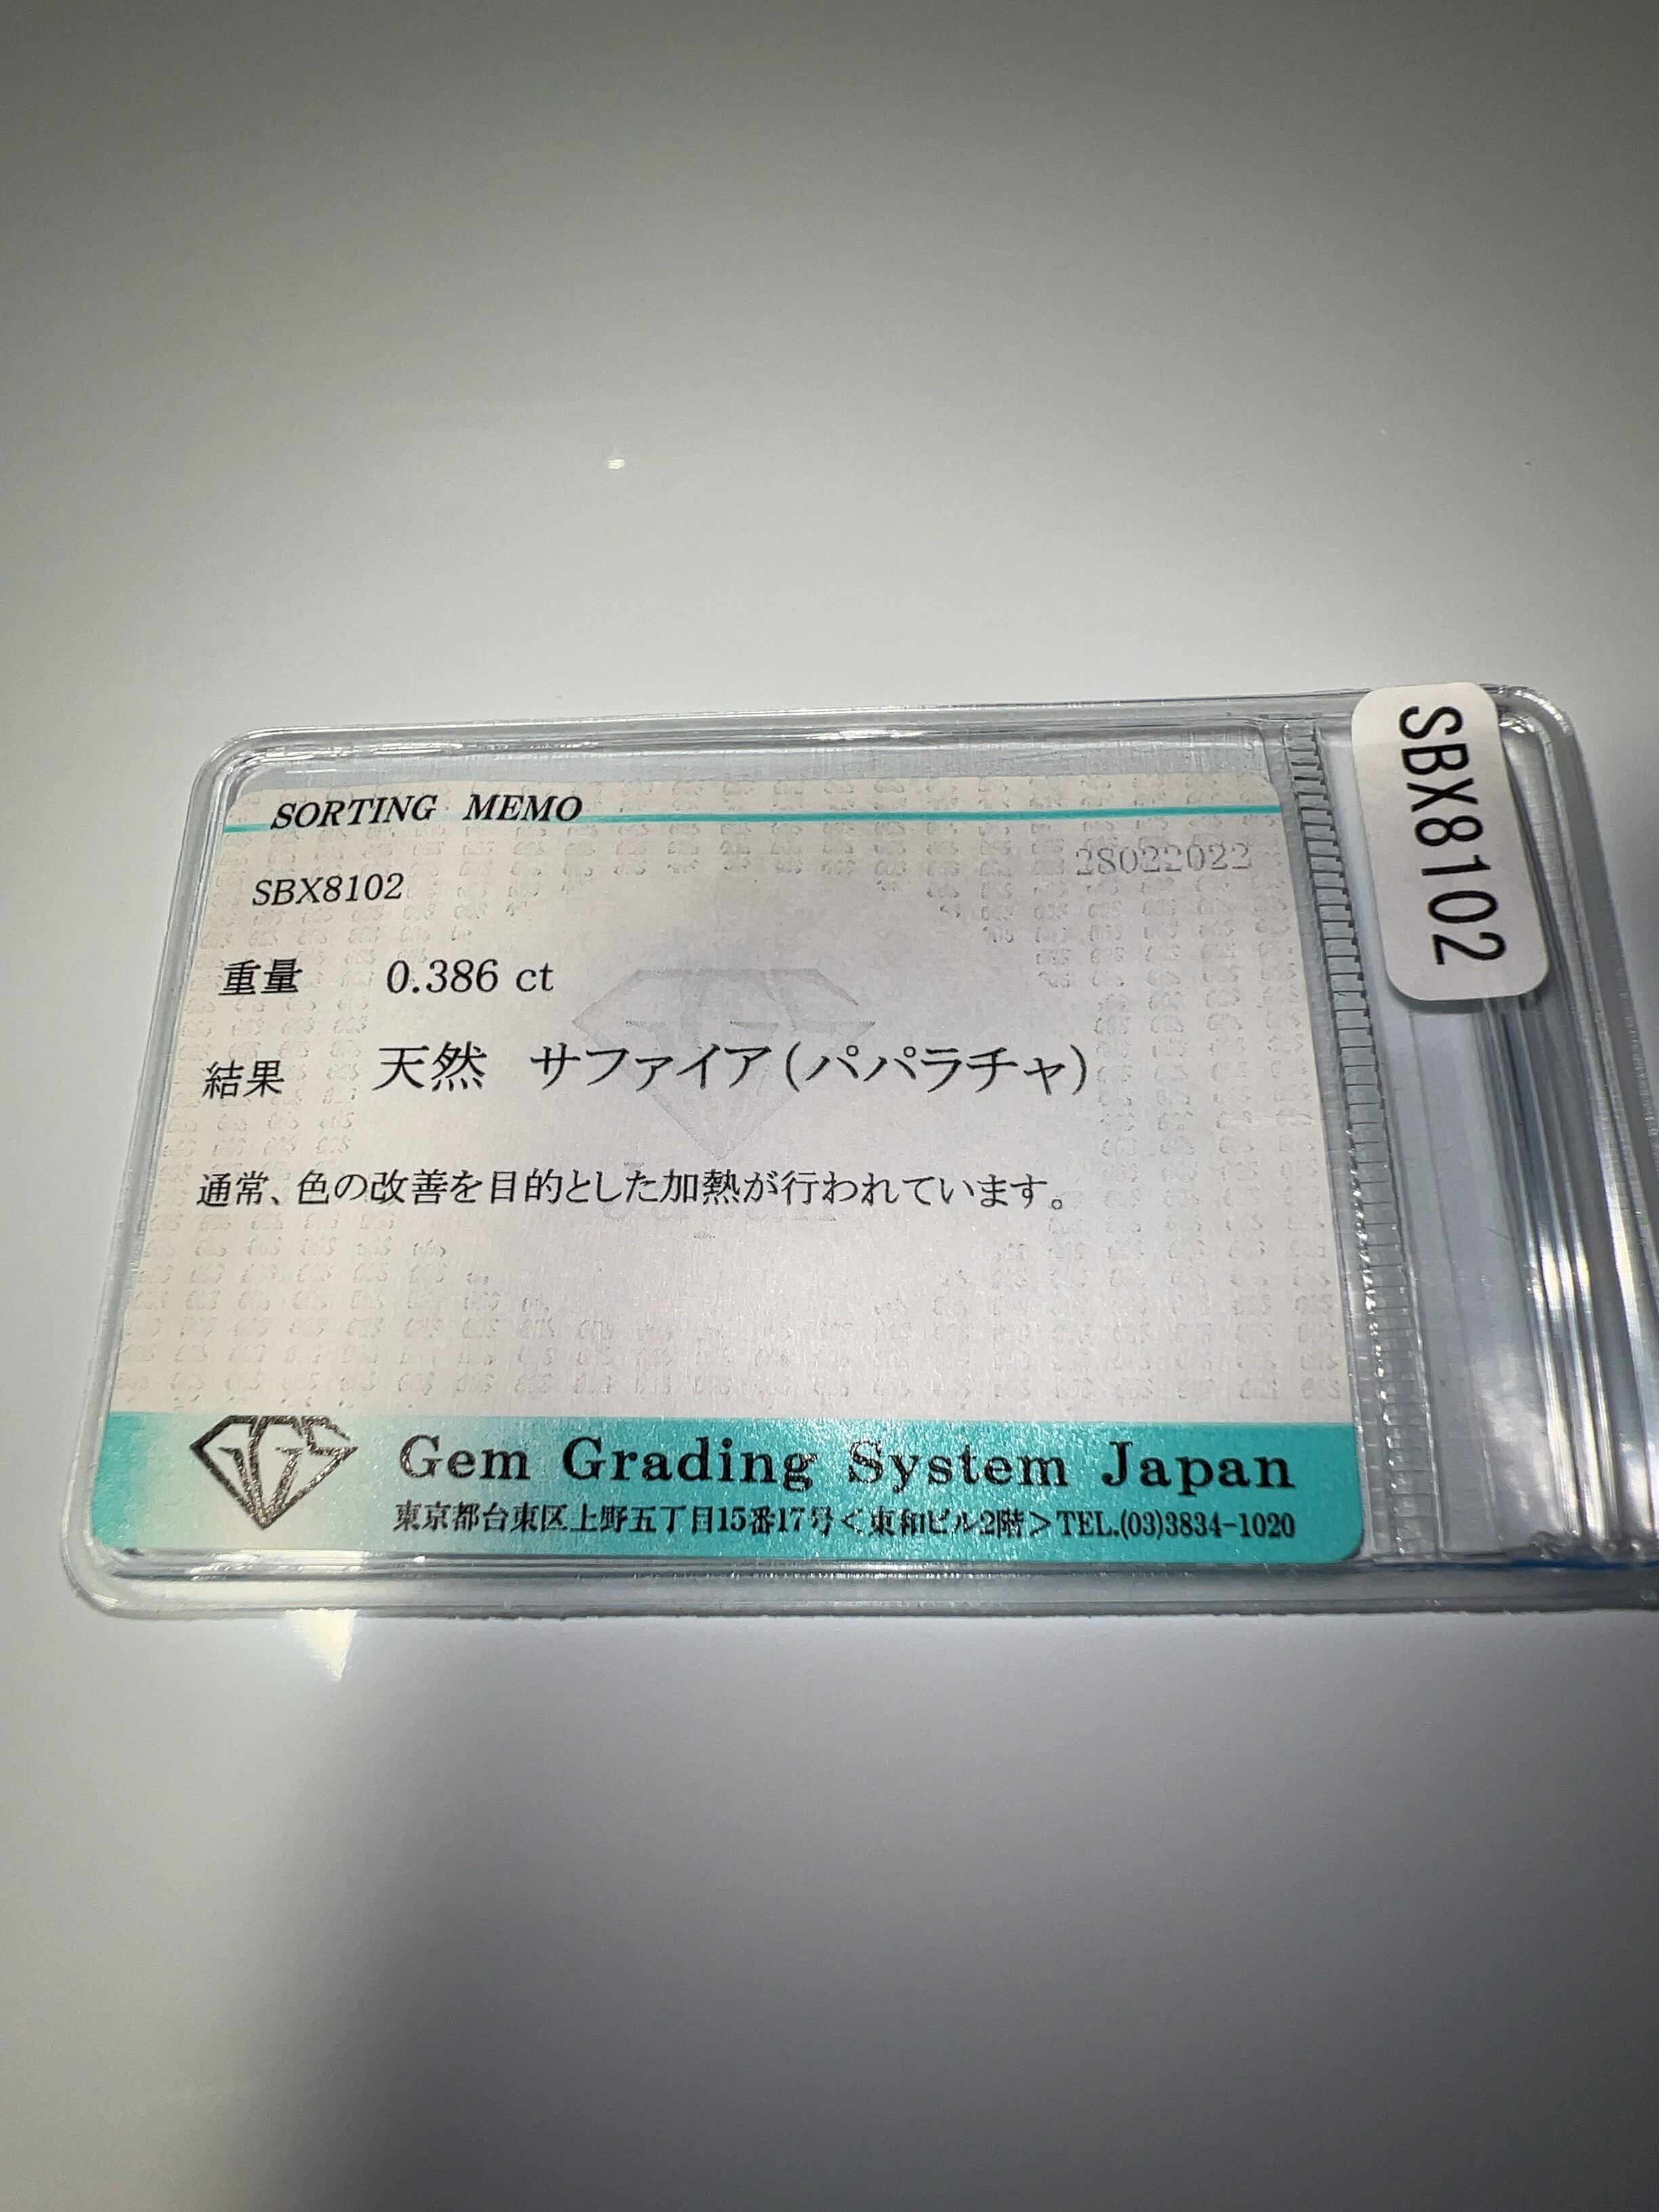 SORTING MEMO
28022022
SBX8102
SBX8102
重量 0.386 ct
結果 天然 サファイア(パパラチャ)
通常、色の改善を目的とした加熱が行われています。
Gem Grading System Japan
東京都台東区上野五丁目15番17号<東和ビル2階>TEL.(03)3834-1020